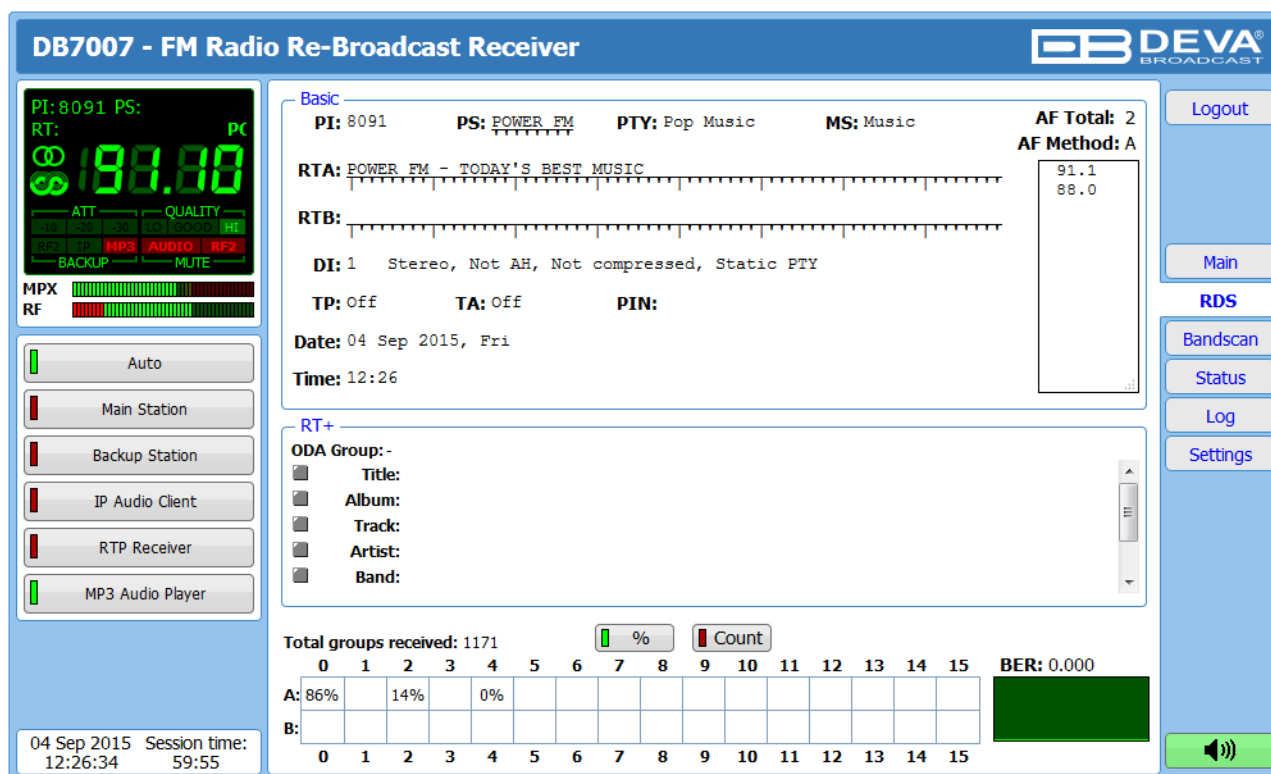 DB7007 - FM Radio Re-Broadcast Receiver
DEVA®
BROADCAST
PI:8091 PS:
RT: PO
91.10
ATT QUALITY
-10 -20 -30 LO GOOD HI
RF2 IP MP3 AUDIO RF2
BACKUP MUTE
MPX
RF
Auto
Main Station
Backup Station
IP Audio Client
RTP Receiver
MP3 Audio Player
04 Sep 2015 Session time:
12:26:34 59:55
Basic
PI: 8091 PS: POWER FM PTY: Pop Music MS: Music AF Total: 2
AF Method: A
RTA: POWER FM - TODAY'S BEST MUSIC
91.1
88.0
RTB:
DI: 1 Stereo, Not AH, Not compressed, Static PTY
TP: Off TA: Off PIN:
Date: 04 Sep 2015, Fri
Time: 12:26
RT+
ODA Group: -
Title:
Album:
Track:
Artist:
Band:
Total groups received: 1171 % Count
0 1 2 3 4 5 6 7 8 9 10 11 12 13 14 15 BER: 0.000
A: 86% 14% 0%
B:
0 1 2 3 4 5 6 7 8 9 10 11 12 13 14 15
Logout
Main
RDS
Bandscan
Status
Log
Settings